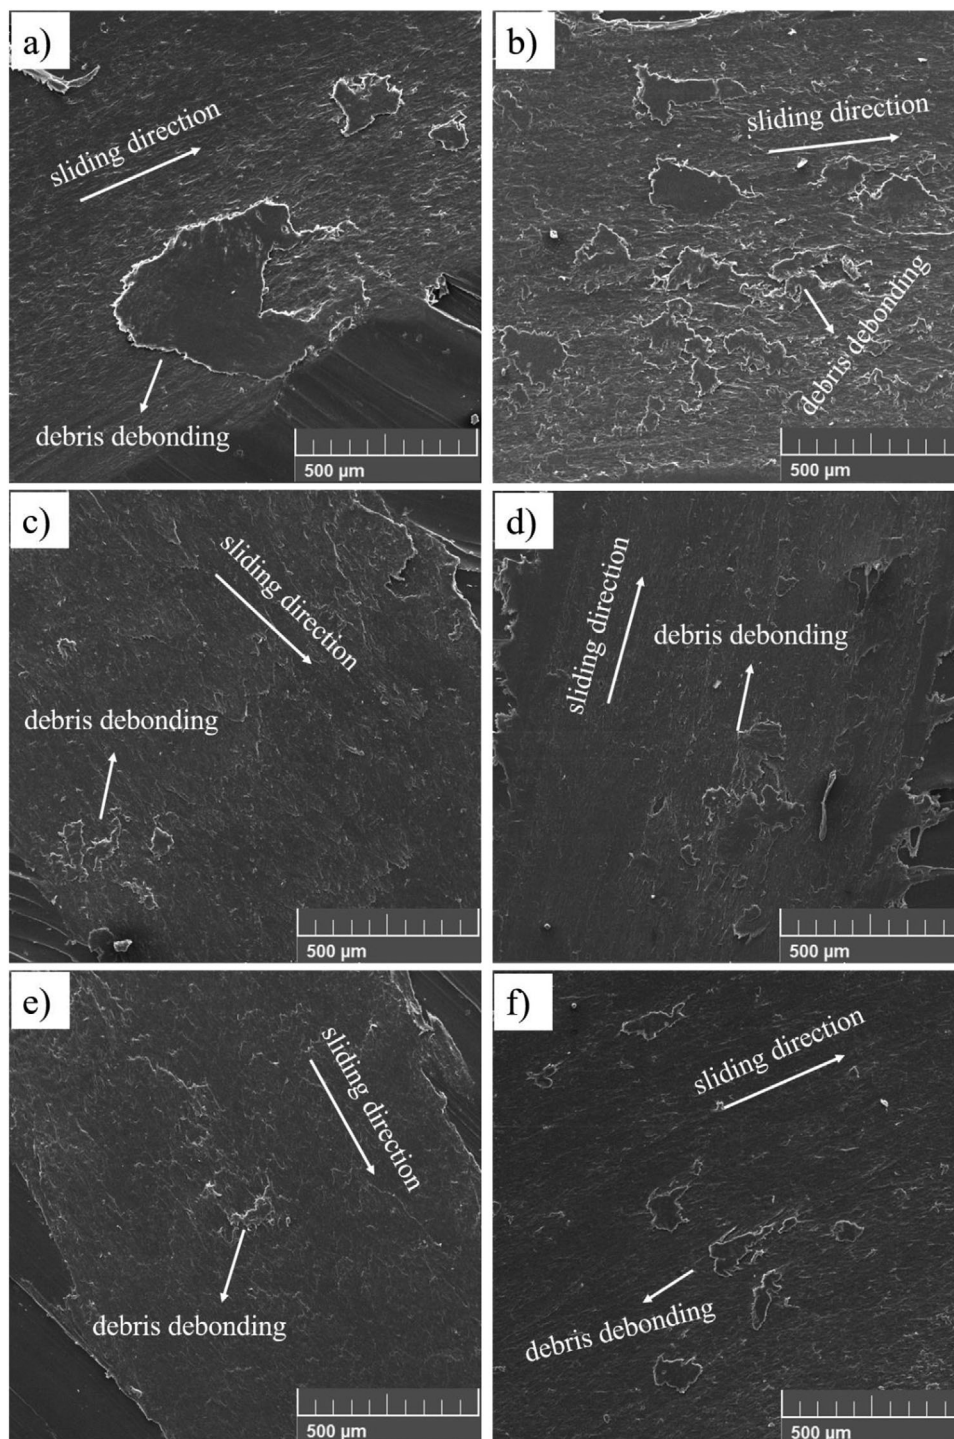 a)
sliding direction
debris debonding
500 µm
b)
sliding direction
debris debonding
500 µm
c)
sliding direction
debris debonding
500 µm
d)
sliding direction
debris debonding
500 µm
e)
sliding direction
debris debonding
500 µm
f)
sliding direction
debris debonding
500 µm